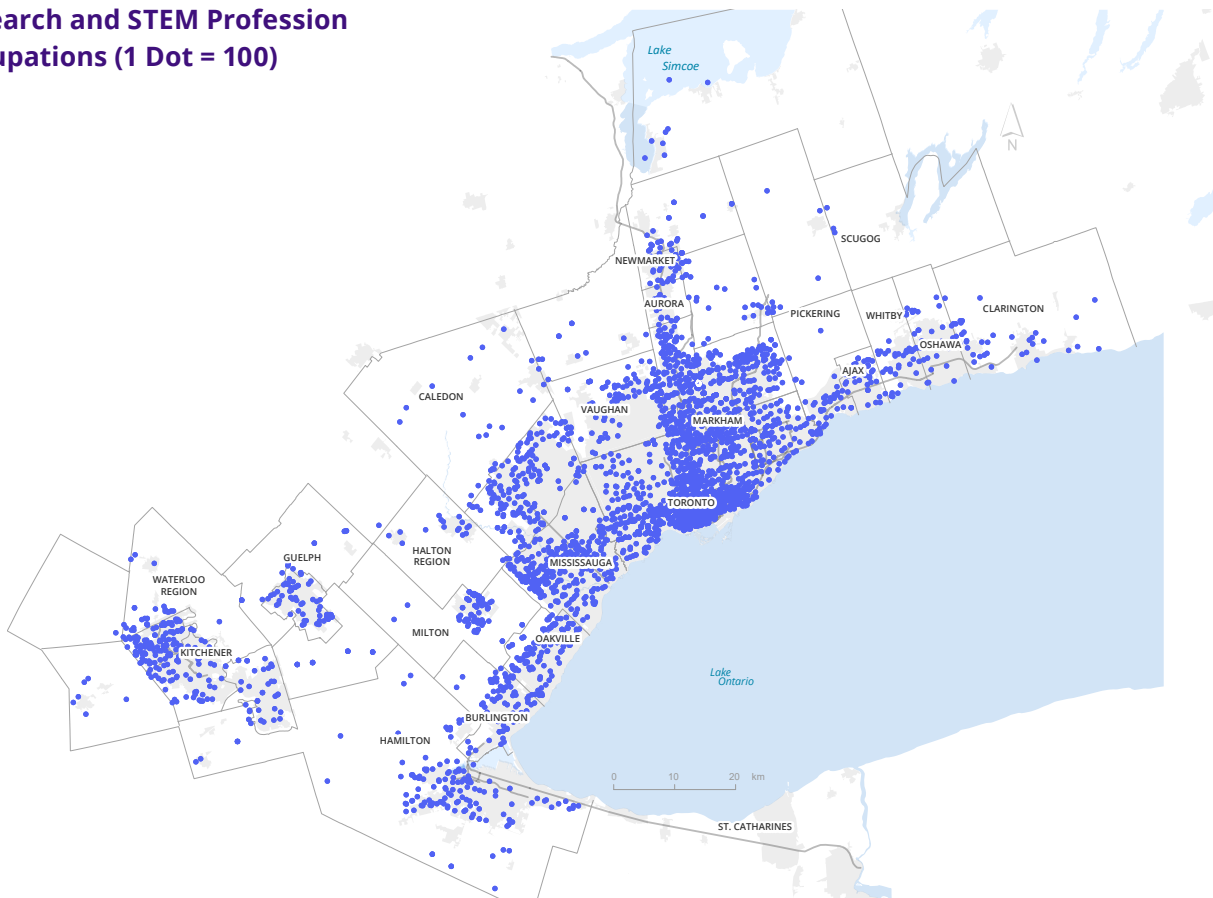 earch and STEM Profession
upations (1 Dot = 100)
Lake
Simcoe
N
SCUGOG
NEWMARKET
AURORA
PICKERING
WHITBY
CLARINGTON
OSHAWA
AJAX
CALEDON
VAUGHAN
MARKHAM
TORONTO
HALTON
REGION
GUELPH
MISSISSAUGA
WATERLOO
REGION
MILTON
OAKVILLE
KITCHENER
Lake
Ontario
BURLINGTON
HAMILTON
0 10 20 km
ST. CATHARINES